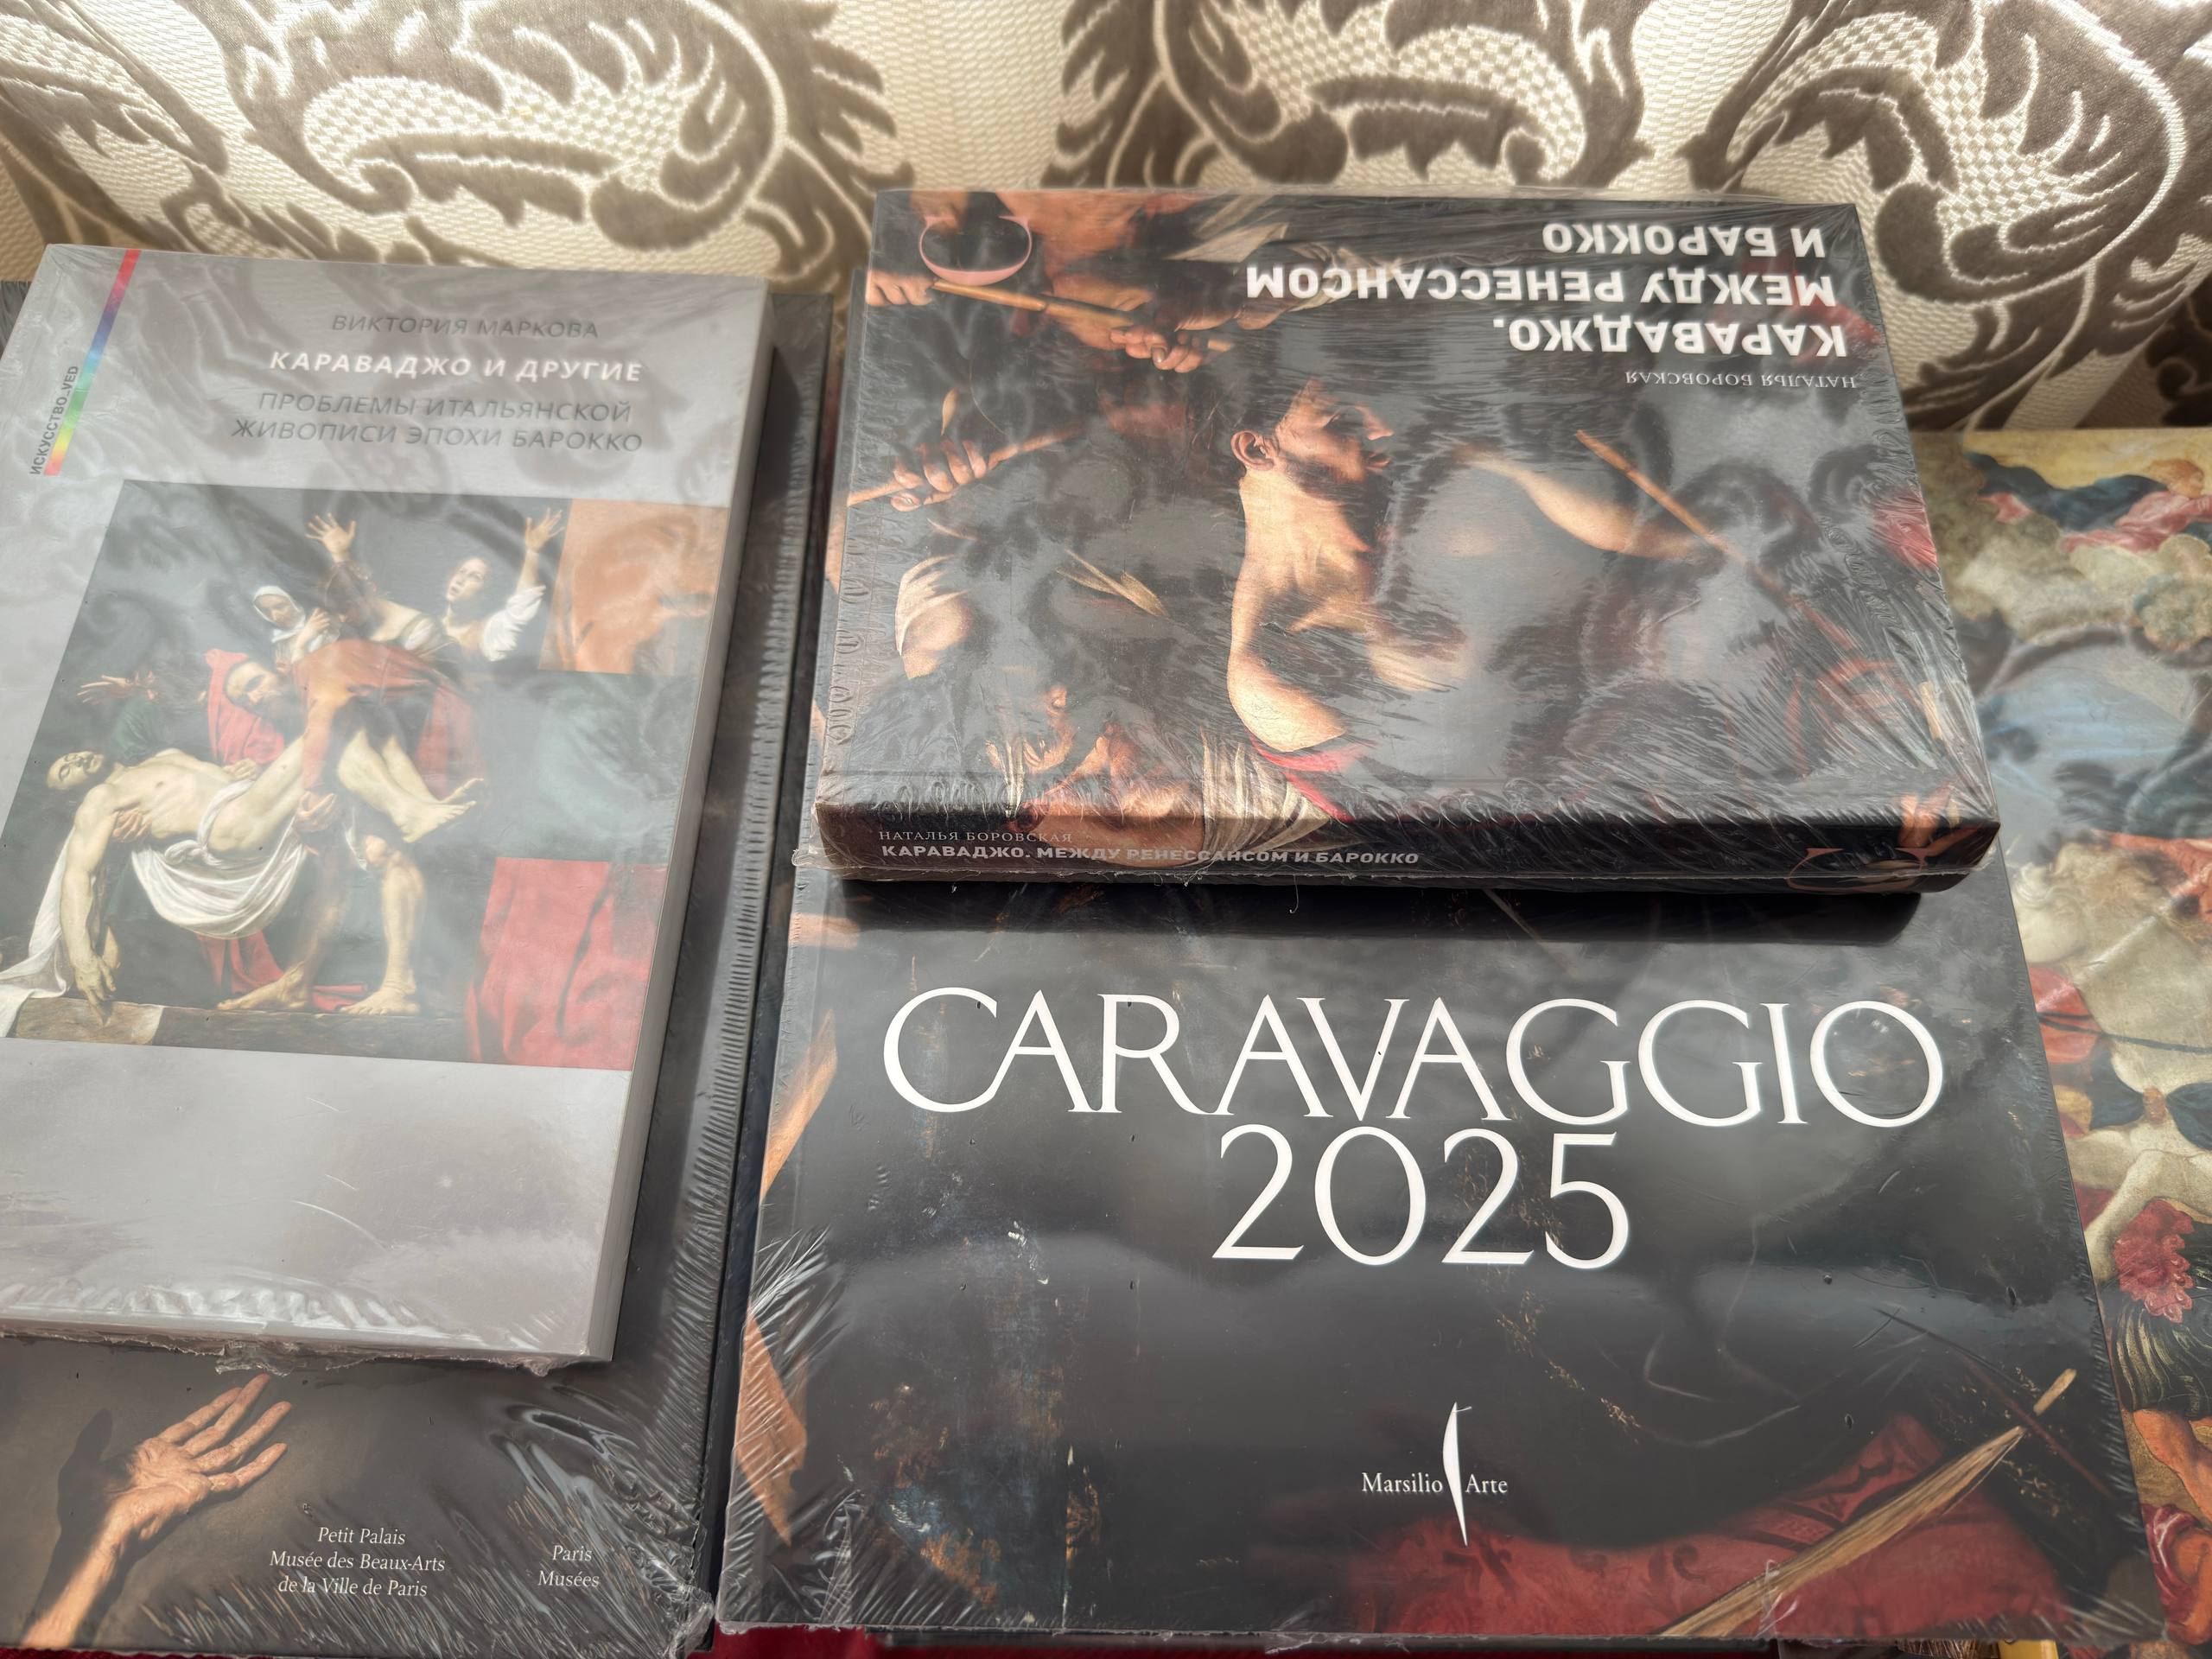 ИСКУССТВО_VED
ВИКТОРИЯ МАРКОВА
КАРАВАДЖО И ДРУГИЕ
ПРОБЛЕМЫ ИТАЛЬЯНСКОЙ
ЖИВОПИСИ ЭПОХИ БАРОККО
Petit Palais
Musée des Beaux-Arts
de la Ville de Paris
Paris
Musées
НАТАЛЬЯ БОРОВСКАЯ
КАРАВАДЖО.
МЕЖДУ РЕНЕССАНСОМ
И БАРОККО
НАТАЛЬЯ БОРОВСКАЯ
КАРАВАДЖО. МЕЖДУ РЕНЕССАНСОМ И БАРОККО
CARAVAGGIO
2025
Marsilio Arte